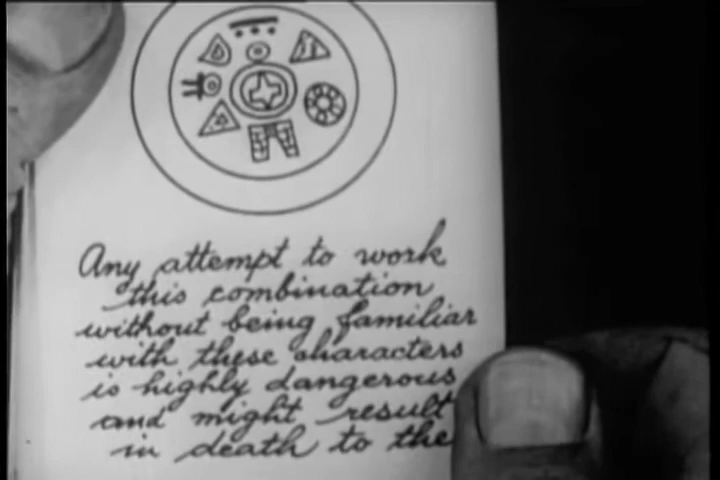 Any attempt to work
this combination
without being familiar
with these characters
is highly dangerous
and might result
in death to the